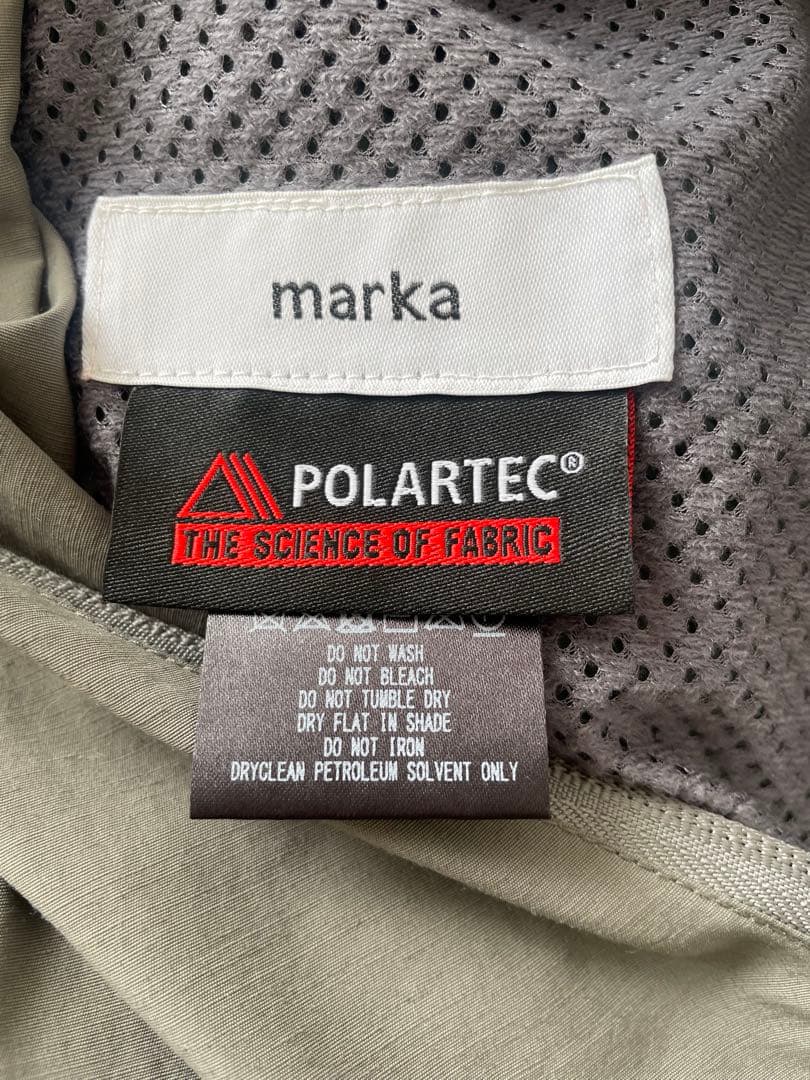 marka
POLARTEC®
THE SCIENCE OF FABRIC
DO NOT WASH
DO NOT BLEACH
DO NOT TUMBLE DRY
DRY FLAT IN SHADE
DO NOT IRON
DRYCLEAN PETROLEUM SOLVENT ONLY